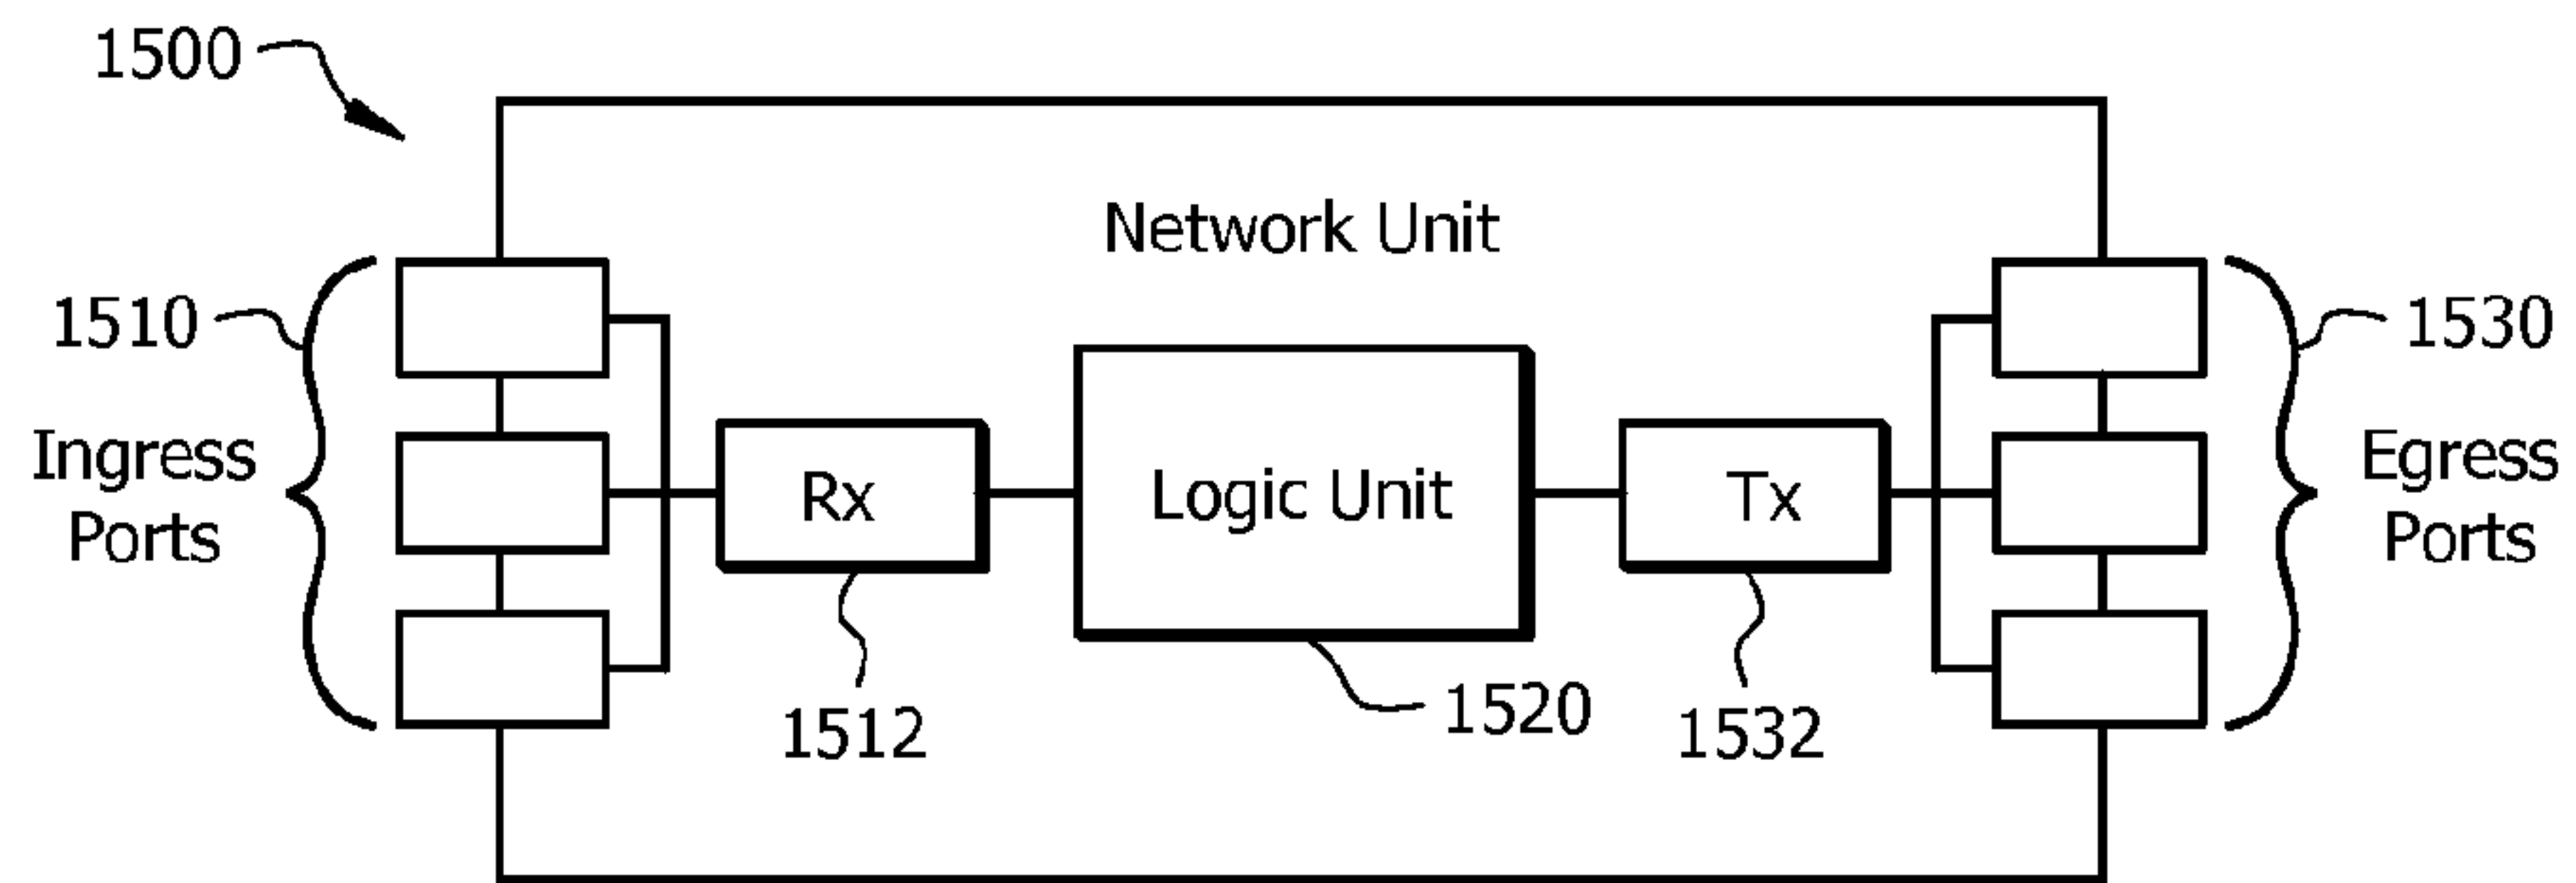 1500
Network Unit
1510
1530
Ingress
Ports
Rx
Logic Unit
Tx
Egress
Ports
1512
1520
1532